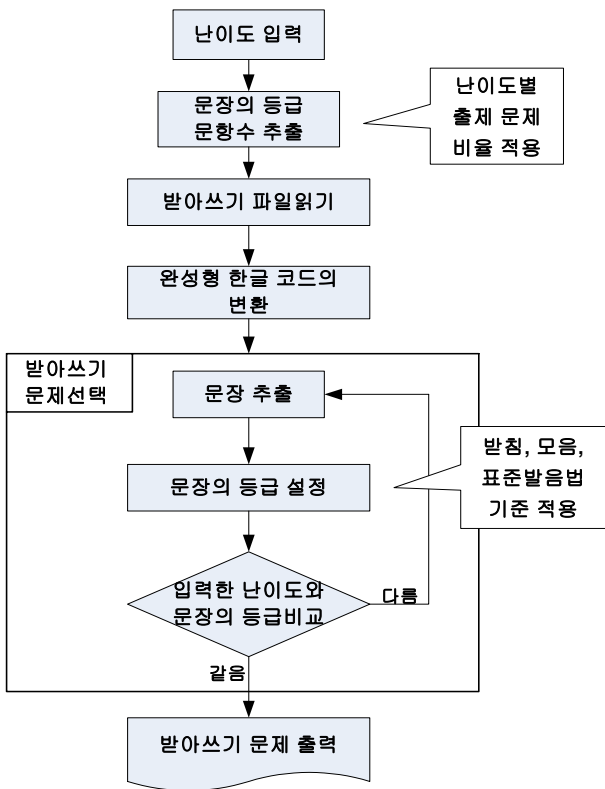 난이도 입력
문장의 등급
문항수 추출
난이도별
출제 문제
비율 적용
받아쓰기 파일읽기
완성형 한글 코드의
변환
받아쓰기
문제선택
문장 추출
받침, 모음,
표준발음법
기준 적용
문장의 등급 설정
입력한 난이도와
문장의 등급비교
다름
같음
받아쓰기 문제 출력